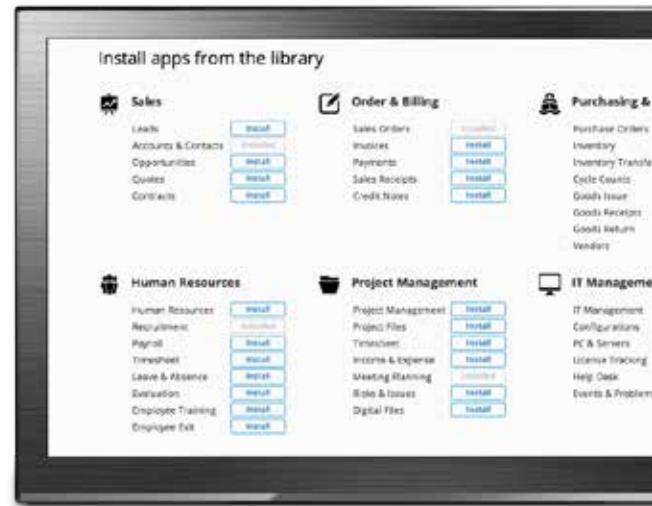 Install apps from the library
Sales
Leads Install
Accounts & Contacts Installed
Opportunities Install
Quotes Install
Contracts Install
Order & Billing
Sales Orders Installed
Invoices Install
Payments Install
Sales Receipts Install
Credit Notes Install
Purchasing &
Purchase Orders
Inventory
Inventory Transfe
Cycle Counts
Goods Issue
Goods Receipts
Goods Return
Vendors
Human Resources
Human Resources Install
Recruitment Installed
Payroll Install
Timesheet Install
Leave & Absence Install
Evaluation Install
Employee Training Install
Employee Exit Install
Project Management
Project Management Install
Project Files Install
Timesheet Install
Income & Expense Install
Meeting Planning Installed
Risks & Issues Install
Digital Files Install
IT Manageme
IT Management
Configurations
PC & Servers
License Tracking
Help Desk
Events & Problem